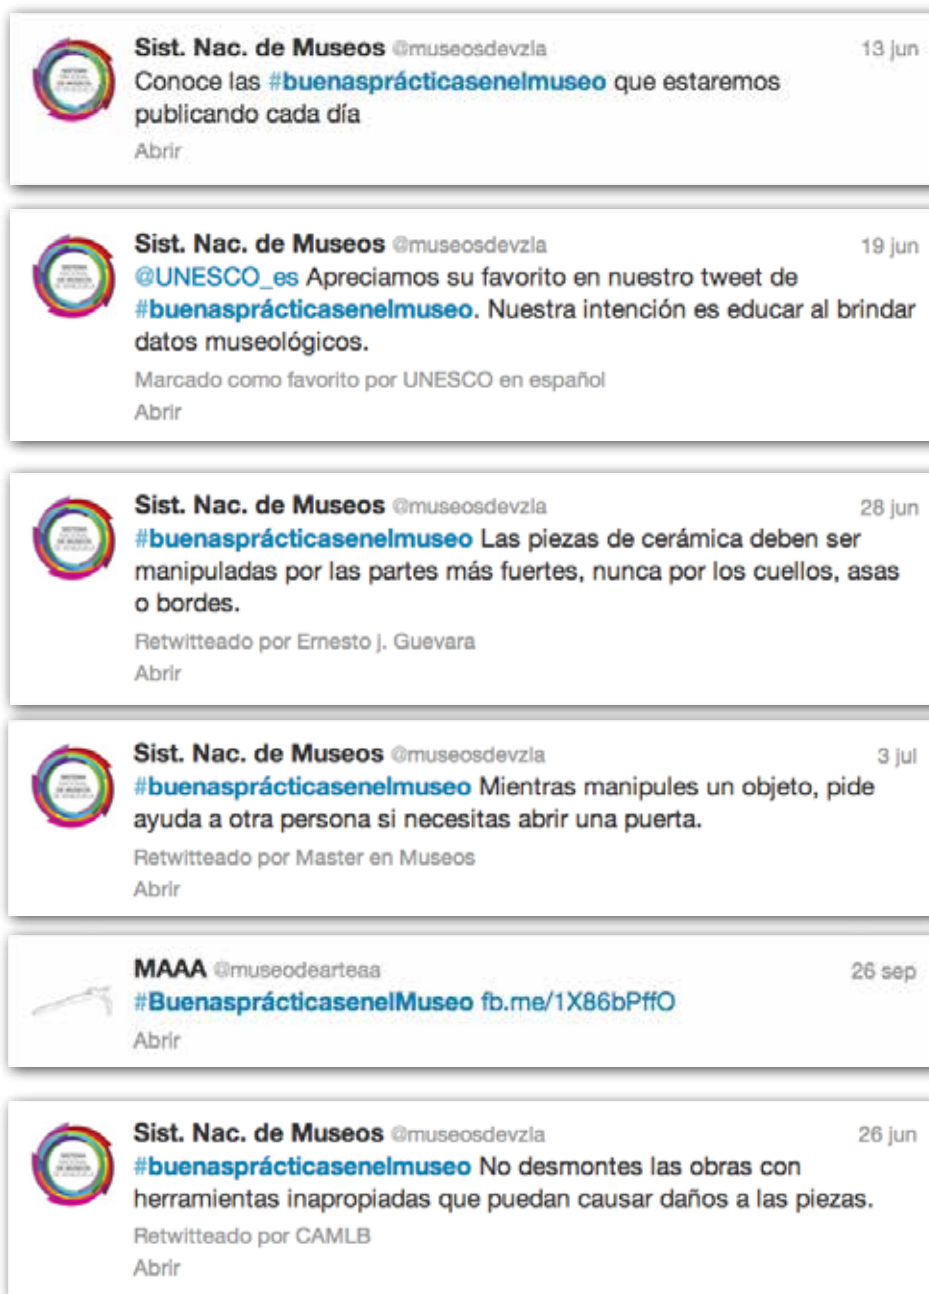 Sist. Nac. de Museos @museosdevzla 13 jun
Conoce las #buenasprácticasenelmuseo que estaremos
publicando cada día
Abrir
Sist. Nac. de Museos @museosdevzla 19 jun
@UNESCO_es Apreciamos su favorito en nuestro tweet de
#buenasprácticasenelmuseo. Nuestra intención es educar al brindar
datos museológicos.
Marcado como favorito por UNESCO en español
Abrir
Sist. Nac. de Museos @museosdevzla 28 jun
#buenasprácticasenelmuseo Las piezas de cerámica deben ser
manipuladas por las partes más fuertes, nunca por los cuellos, asas
o bordes.
Retwitteado por Ernesto j. Guevara
Abrir
Sist. Nac. de Museos @museosdevzla 3 jul
#buenasprácticasenelmuseo Mientras manipules un objeto, pide
ayuda a otra persona si necesitas abrir una puerta.
Retwitteado por Master en Museos
Abrir
MAAA @museodearteaa 26 sep
#BuenasprácticasenelMuseo fb.me/1X86bPffO
Abrir
Sist. Nac. de Museos @museosdevzla 26 jun
#buenasprácticasenelmuseo No desmontes las obras con
herramientas inapropiadas que puedan causar daños a las piezas.
Retwitteado por CAMLB
Abrir